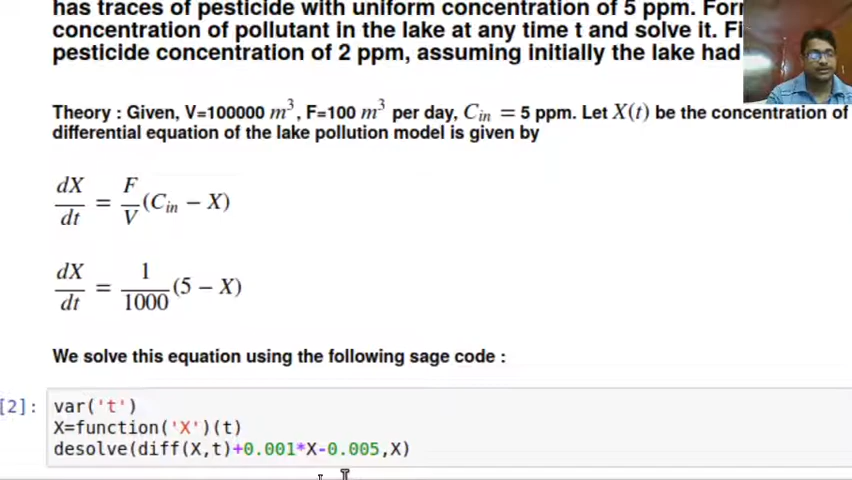 has traces of pesticide with uniform concentration of 5 ppm. Form
concentration of pollutant in the lake at any time t and solve it. Fi
pesticide concentration of 2 ppm, assuming initially the lake had
Theory : Given, V=100000 m³, F=100 m³ per day, C_in = 5 ppm. Let X(t) be the concentration of
differential equation of the lake pollution model is given by
dX/dt = F/V (C_in − X)
dX/dt = 1/1000 (5 − X)
We solve this equation using the following sage code :
[2]: var('t')
X=function('X')(t)
desolve(diff(X,t)+0.001*X-0.005,X)